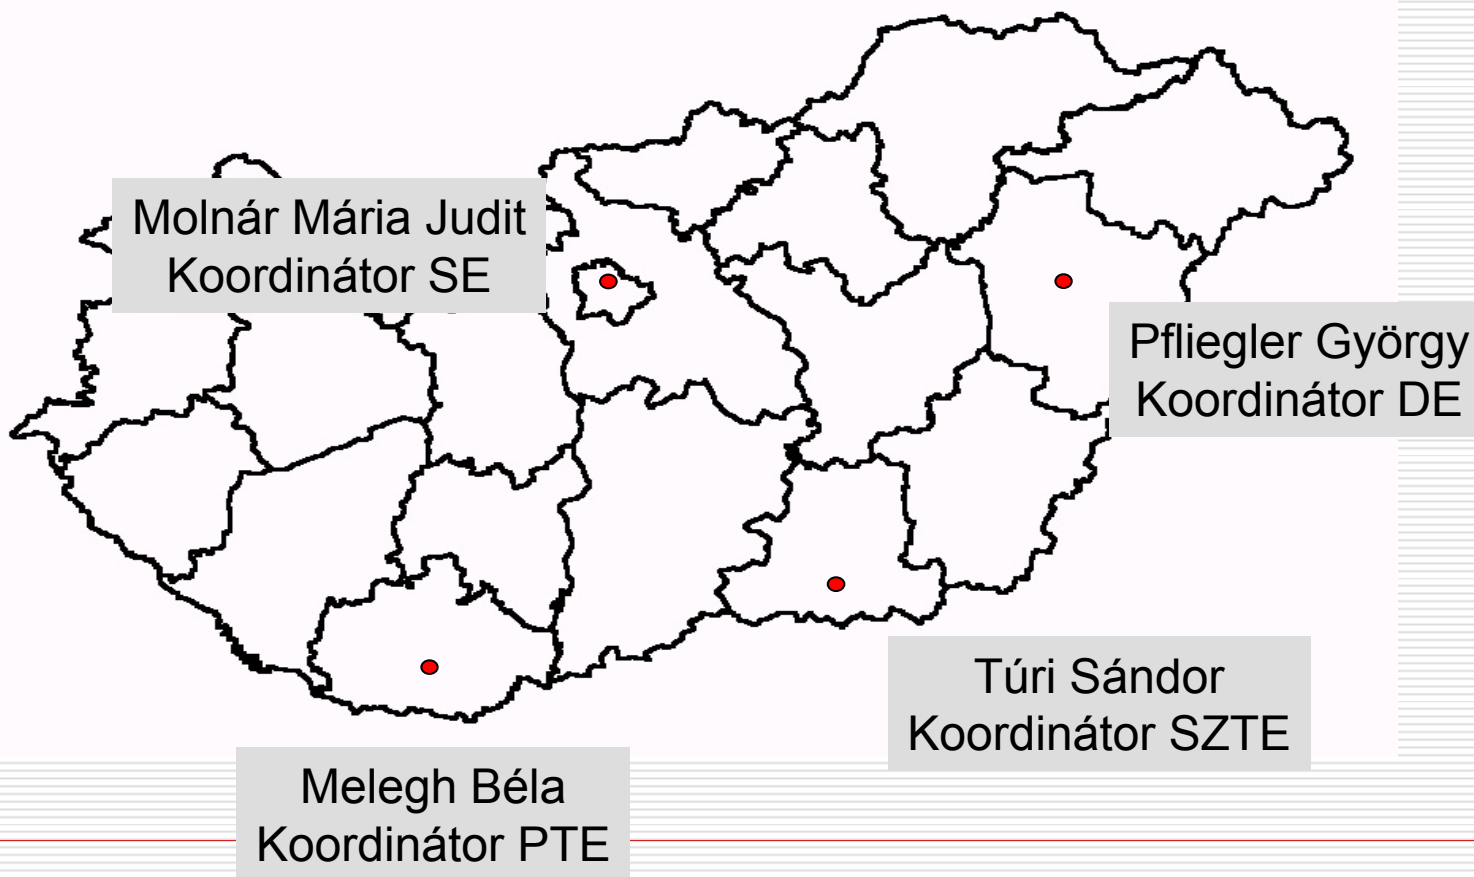 Molnár Mária Judit
Koordinátor SE
Pfliegler György
Koordinátor DE
Túri Sándor
Koordinátor SZTE
Melegh Béla
Koordinátor PTE